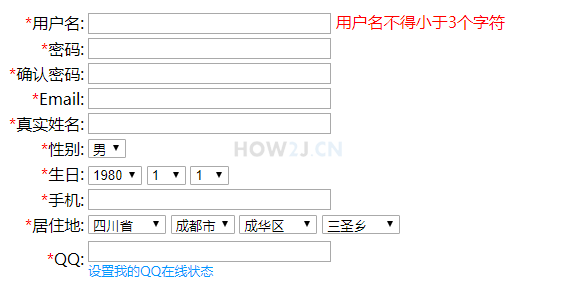 *用户名: 用户名不得小于3个字符
*密码:
*确认密码:
*Email:
*真实姓名:
*性别: 男
HOW2J.CN
*生日: 1980 1 1
*手机:
*居住地: 四川省 成都市 成华区 三圣乡
*QQ:
设置我的QQ在线状态